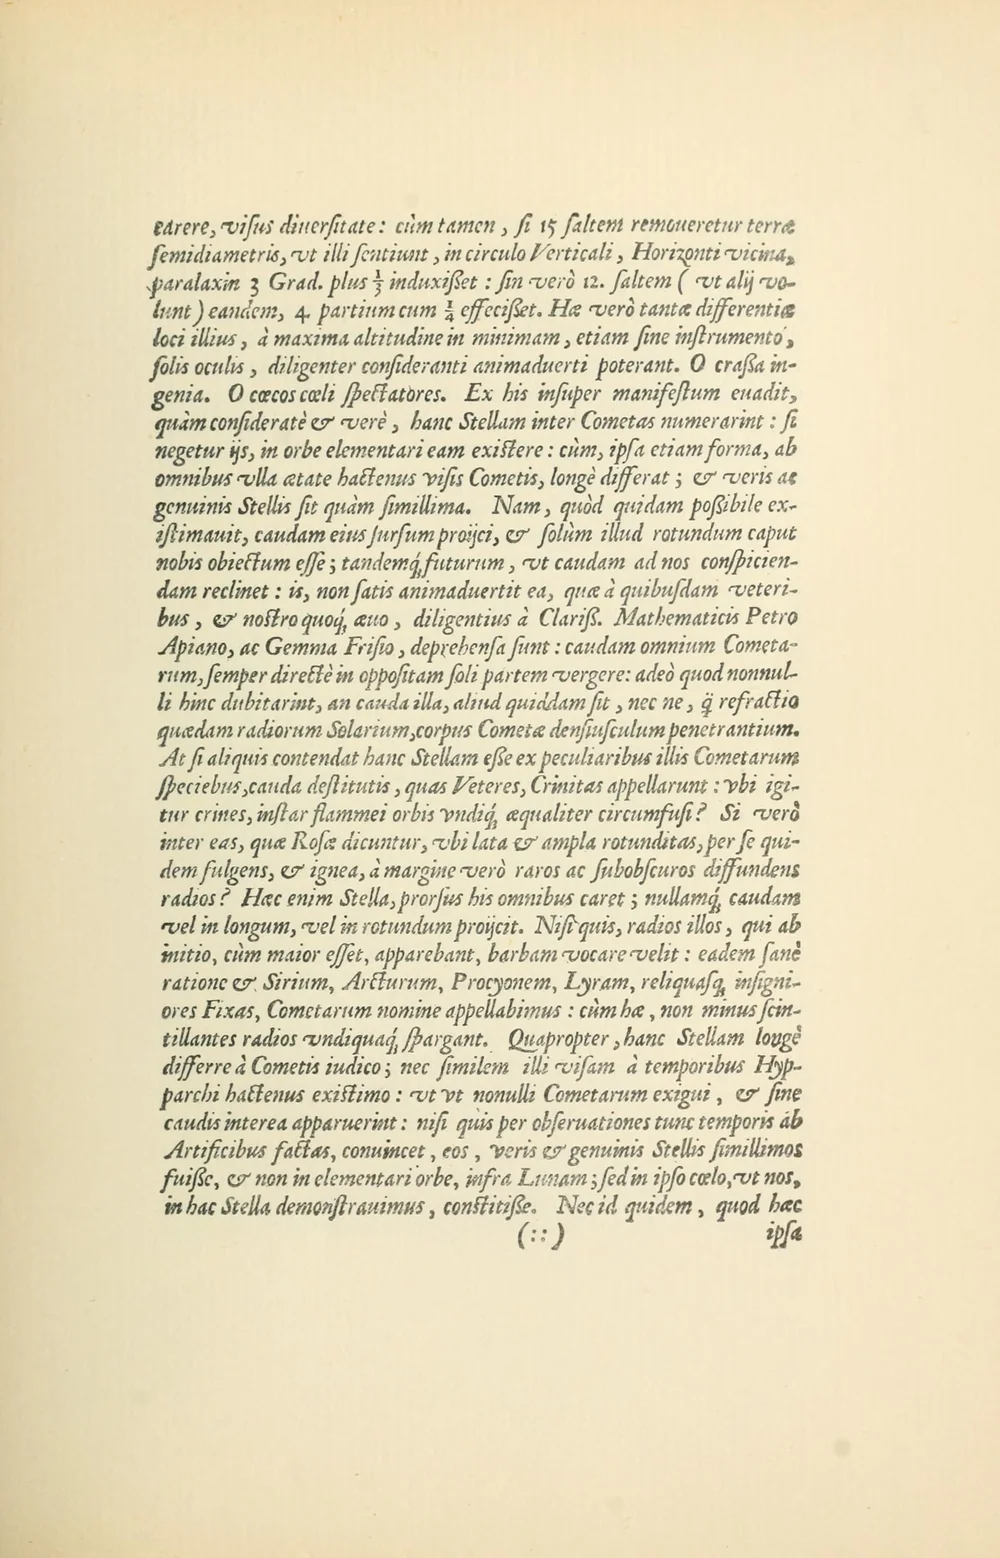 carere, visus diuersitate: cùm tamen, si 15 saltem remoueretur terræ
semidiametris, vt illi sentiunt, in circulo Verticali, Horizonti vicina,
paralaxin 3 Grad. plus ⅓ induxißet: sin verò 12. saltem ( vt alij vo-
lunt ) eandem, 4. partium cum ¼ effecißet. Hæ verò tantæ differentiæ
loci illius, à maxima altitudine in minimam, etiam sine instrumento,
solis oculis, diligenter consideranti animaduerti poterant. O craßa in-
genia. O cœcos cœli spectatores. Ex his insuper manifestum euadit,
quàm consideratè & verè, hanc Stellam inter Cometas numerarint: si
negetur ijs, in orbe elementari eam existere: cùm, ipsa etiam forma, ab
omnibus vlla ætate hactenus visis Cometis, longè differat; & veris ac
genuinis Stellis sit quàm simillima. Nam, quòd quidam poßibile ex-
istimauit, caudam eius sursum proijci, & solùm illud rotundum caput
nobis obiectum esse; tandemq́; futurum, vt caudam ad nos conspicien-
dam reclinet: is, non satis animaduertit ea, quæ à quibusdam veteri-
bus, & nostro quoq́; æuo, diligentius à Clariß. Mathematicis Petro
Apiano, ac Gemma Frisio, deprehensa sunt: caudam omnium Cometa-
rum, semper directè in oppositam soli partem vergere: adeò quod nonnul-
li hinc dubitarint, an cauda illa, aliud quiddam sit, nec ne, q̃ refractio
quædam radiorum Solarium, corpus Cometæ densiusculum penetrantium.
At si aliquis contendat hanc Stellam eße ex peculiaribus illis Cometarum
speciebus, cauda destitutis, quas Veteres, Crinitas appellarunt: vbi igi-
tur crines, instar flammei orbis vndiq́; æqualiter circumfusi? Si verò
inter eas, quæ Rosæ dicuntur, vbi lata & ampla rotunditas, per se qui-
dem fulgens, & ignea, à margine verò raros ac subobscuros diffundens
radios? Hæc enim Stella, prorsus his omnibus caret; nullamq́; caudam
vel in longum, vel in rotundum proijcit. Nisi quis, radios illos, qui ab
initio, cùm maior esset, apparebant, barbam vocare velit: eadem sanè
ratione & Sirium, Arcturum, Procyonem, Lyram, reliquasq́; insigni-
ores Fixas, Cometarum nomine appellabimus: cùm hæ, non minus scin-
tillantes radios vndiquaq́; spargant. Quapropter, hanc Stellam longè
differre à Cometis iudico; nec similem illi visam à temporibus Hyp-
parchi hactenus existimo: vt vt nonulli Cometarum exigui, & sine
caudis interea apparuerint: nisi quis per obseruationes tunc temporis ab
Artificibus factas, conuincet, eos, veris & genuinis Stellis simillimos
fuiße, & non in elementari orbe, infra Lunam; sed in ipso cœlo, vt nos,
in hac Stella demonstrauimus, constitiße. Nec id quidem, quod hæc
(::) ipsa